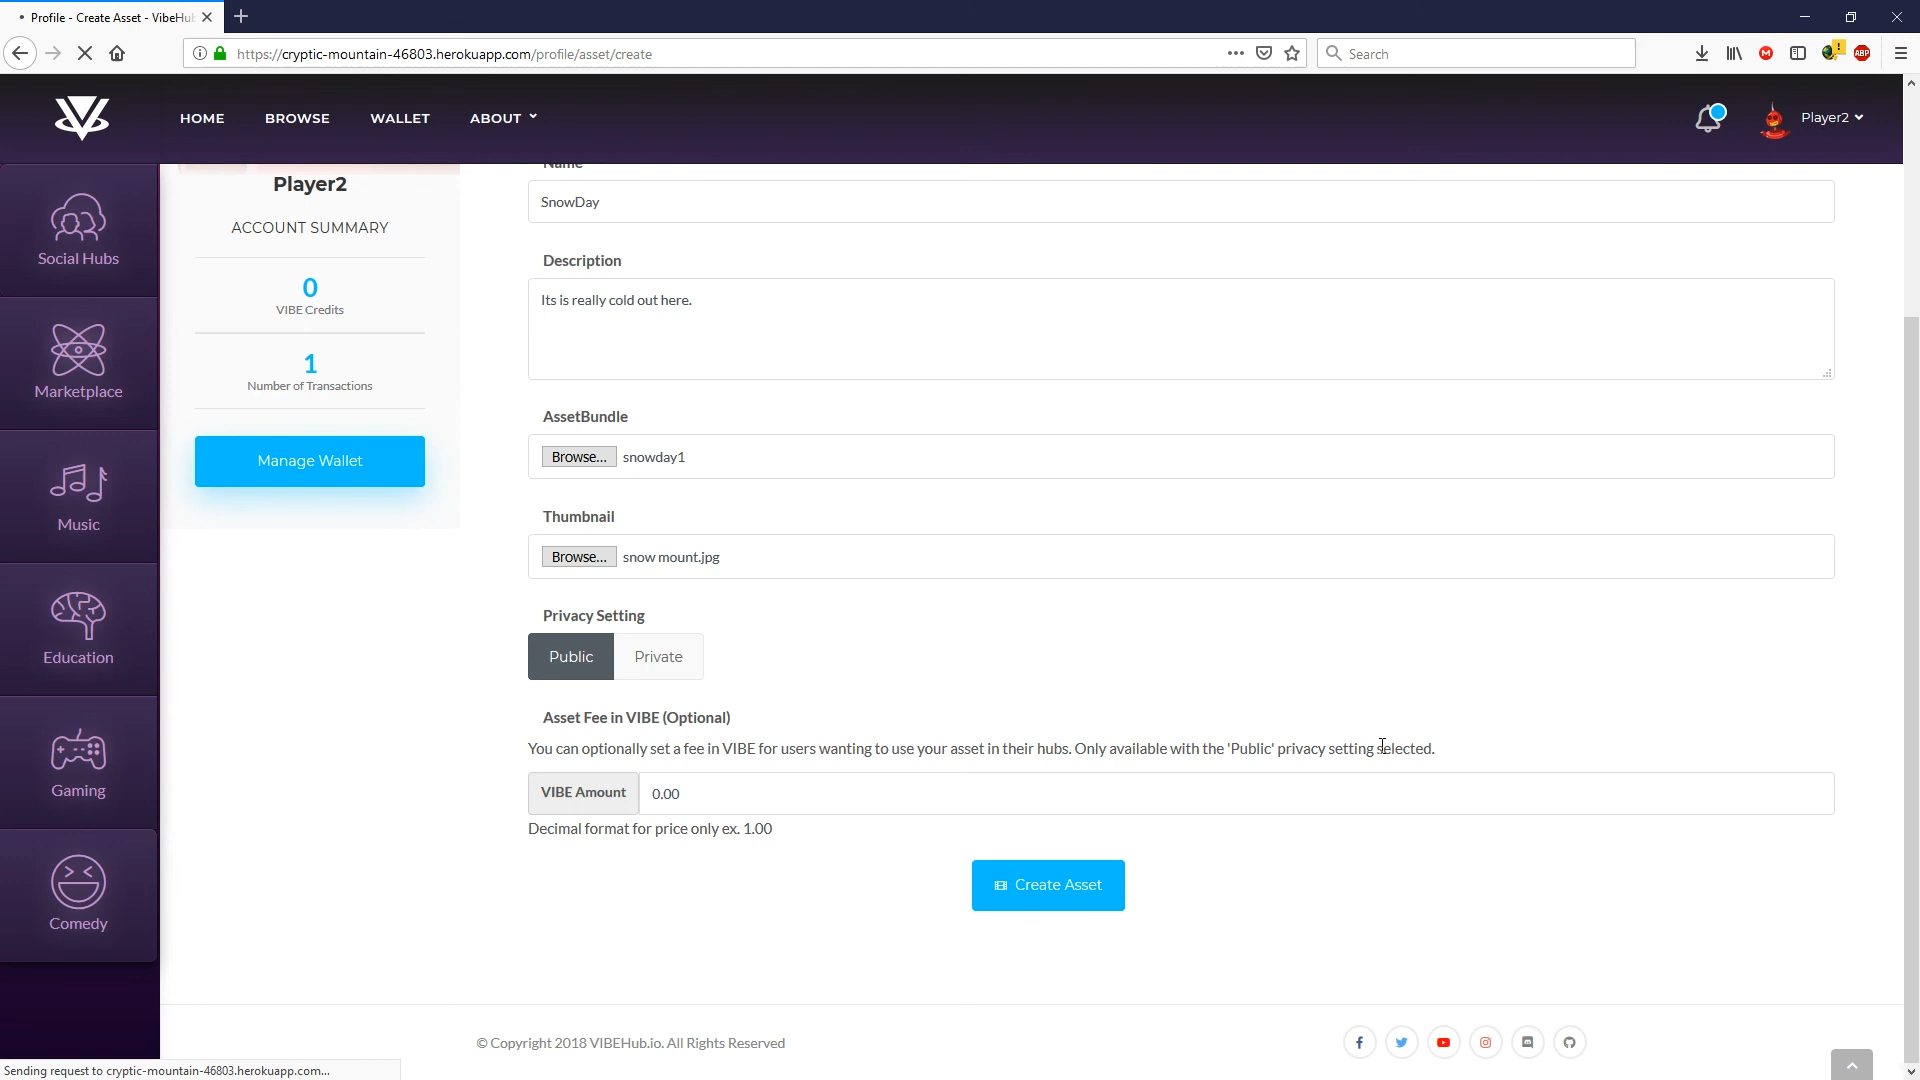 Profile - Create Asset - VibeHu
https://cryptic-mountain-46803.herokuapp.com/profile/asset/create
Search
ABP
HOME
BROWSE
WALLET
ABOUT
Player2
Social Hubs
Marketplace
Music
Education
Gaming
Comedy
Player2
ACCOUNT SUMMARY
0
VIBE Credits
1
Number of Transactions
Manage Wallet
Name
SnowDay
Description
Its is really cold out here.
AssetBundle
Browse... snowday1
Thumbnail
Browse... snow mount.jpg
Privacy Setting
Public Private
Asset Fee in VIBE (Optional)
You can optionally set a fee in VIBE for users wanting to use your asset in their hubs. Only available with the 'Public' privacy setting selected.
VIBE Amount 0.00
Decimal format for price only ex. 1.00
Create Asset
© Copyright 2018 VIBEHub.io. All Rights Reserved
Sending request to cryptic-mountain-46803.herokuapp.com...